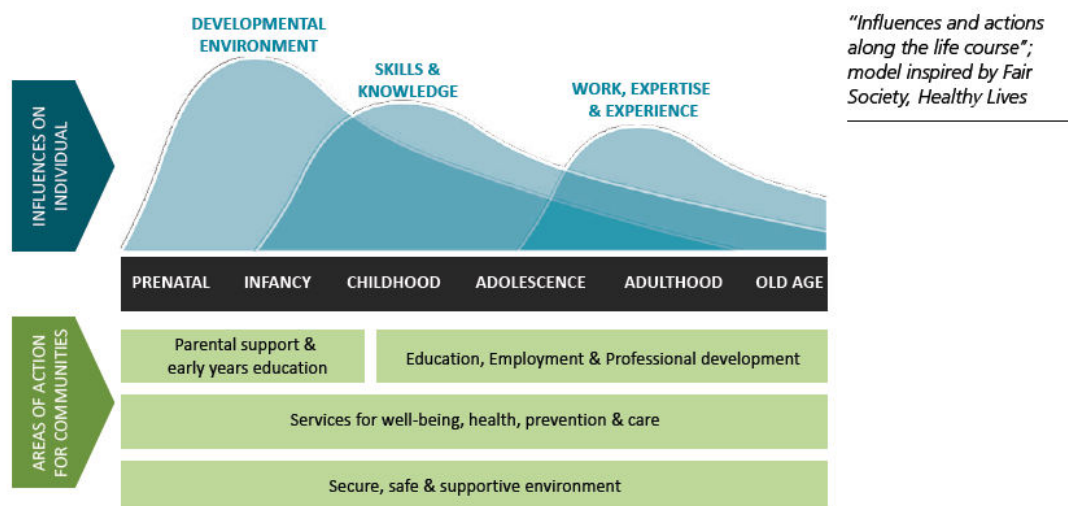 DEVELOPMENTAL
ENVIRONMENT
SKILLS &
KNOWLEDGE
WORK, EXPERTISE
& EXPERIENCE
"Influences and actions
along the life course";
model inspired by Fair
Society, Healthy Lives
INFLUENCES ON
INDIVIDUAL
PRENATAL INFANCY CHILDHOOD ADOLESCENCE ADULTHOOD OLD AGE
AREAS OF ACTION
FOR COMMUNITIES
Parental support &
early years education
Education, Employment & Professional development
Services for well-being, health, prevention & care
Secure, safe & supportive environment